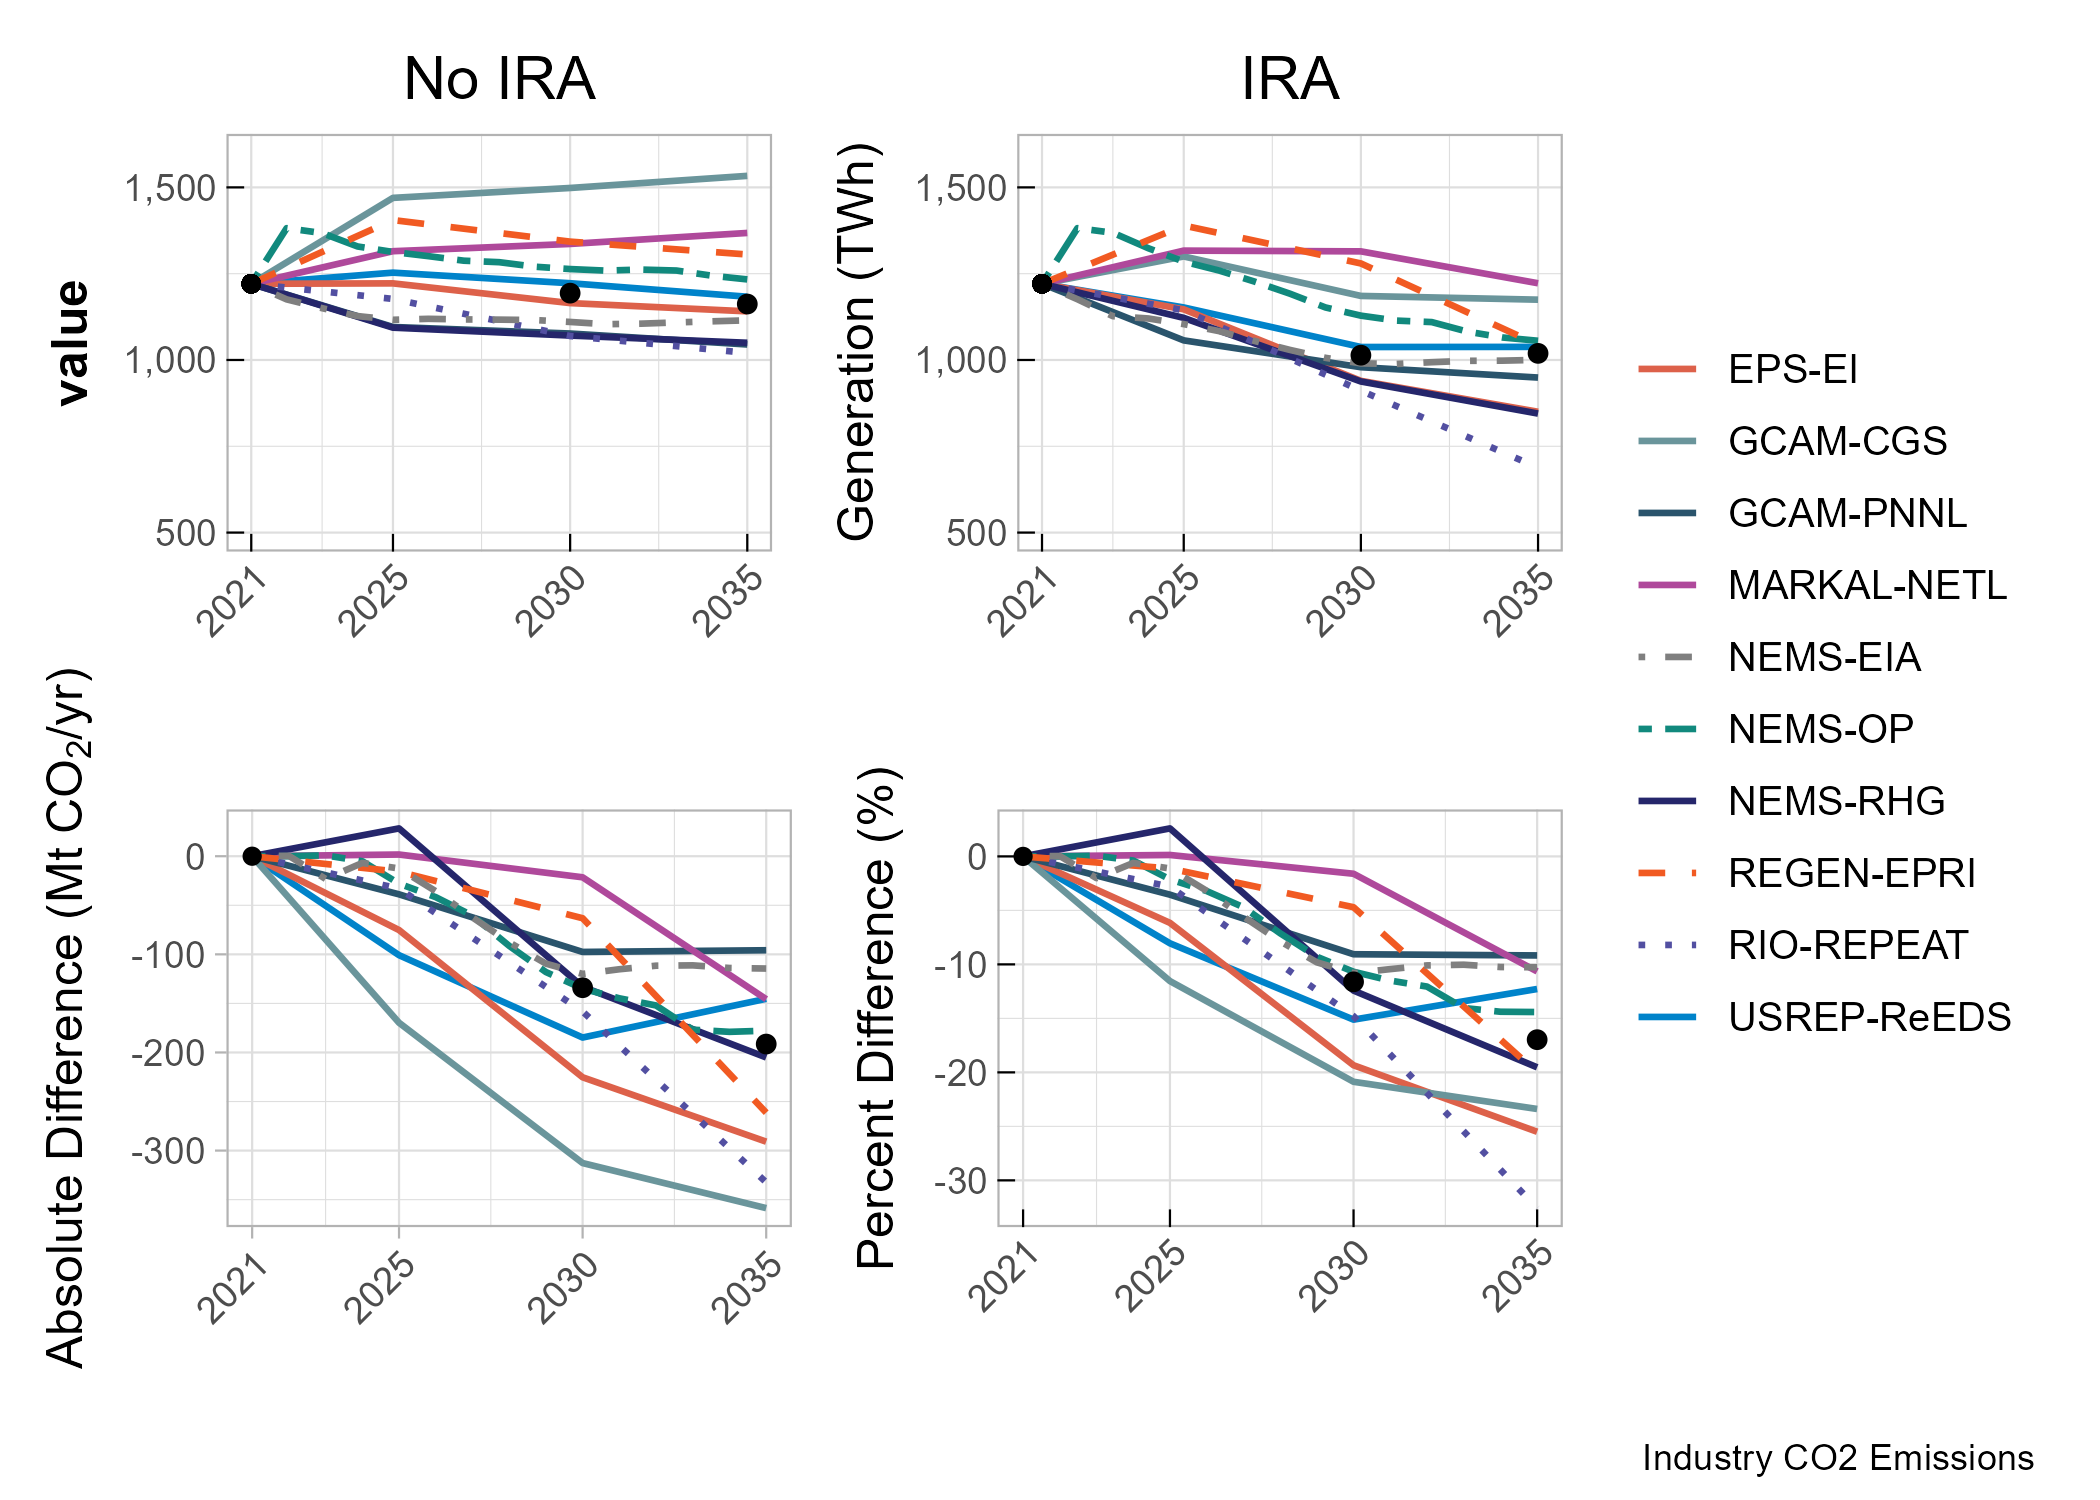 No IRA
IRA
value
1,500
1,000
500
2021
2025
2030
2035
Generation (TWh)
1,500
1,000
500
2021
2025
2030
2035
Absolute Difference (Mt CO₂/yr)
0
-100
-200
-300
2021
2025
2030
2035
Percent Difference (%)
0
-10
-20
-30
2021
2025
2030
2035
EPS-EI
GCAM-CGS
GCAM-PNNL
MARKAL-NETL
NEMS-EIA
NEMS-OP
NEMS-RHG
REGEN-EPRI
RIO-REPEAT
USREP-ReEDS
Industry CO2 Emissions